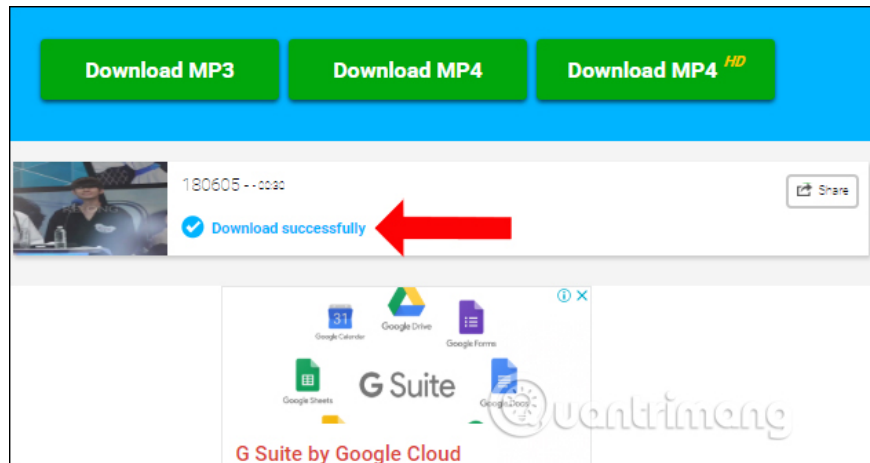 Download MP3
Download MP4
Download MP4 HD
180605 -
Share
Download successfully
31
Google Calendar
Google Drive
Google Forms
Google Sheets
G Suite
Google Docs
Quantrimang
G Suite by Google Cloud